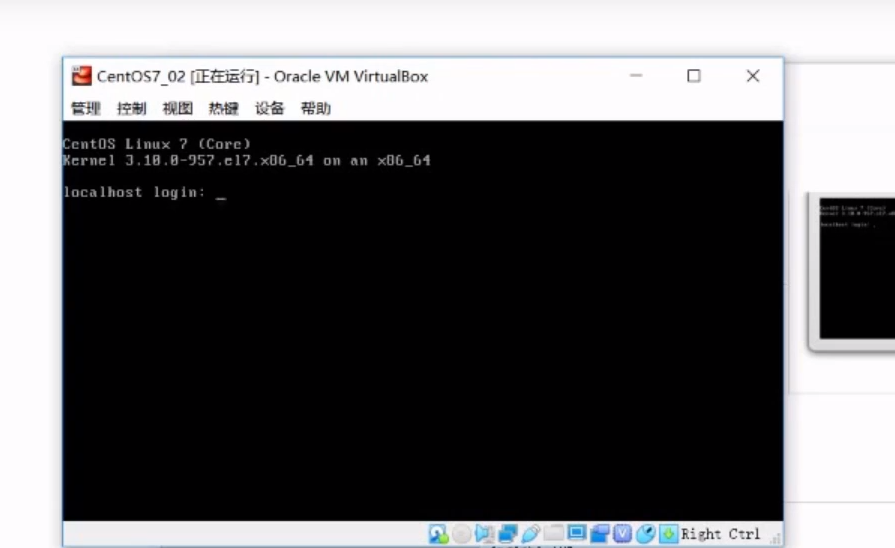 CentOS7_02 [正在运行] - Oracle VM VirtualBox
管理 控制 视图 热键 设备 帮助
CentOS Linux 7 (Core)
Kernel 3.10.0-957.el7.x86_64 on an x86_64
localhost login: _
Right Ctrl